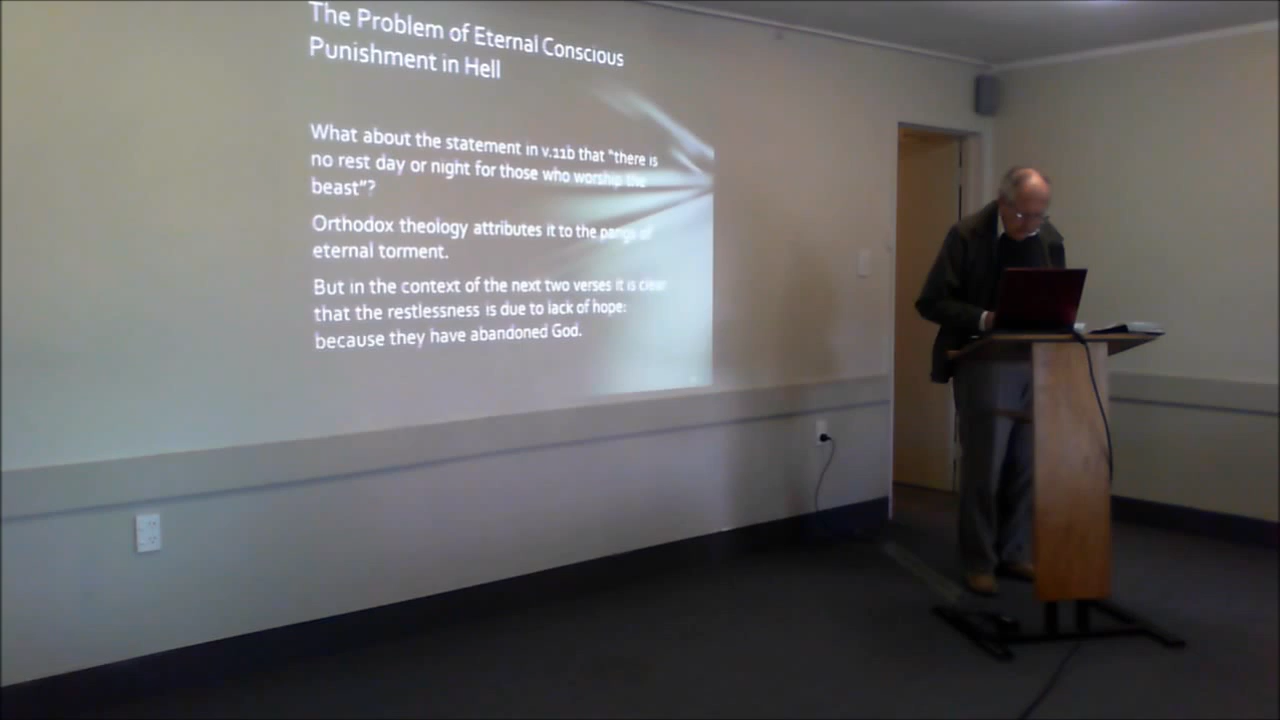 The Problem of Eternal Conscious
Punishment in Hell
What about the statement in v.11b that "there is
no rest day or night for those who worship the
beast"?
Orthodox theology attributes it to the pangs of
eternal torment.
But in the context of the next two verses it is clear
that the restlessness is due to lack of hope:
because they have abandoned God.